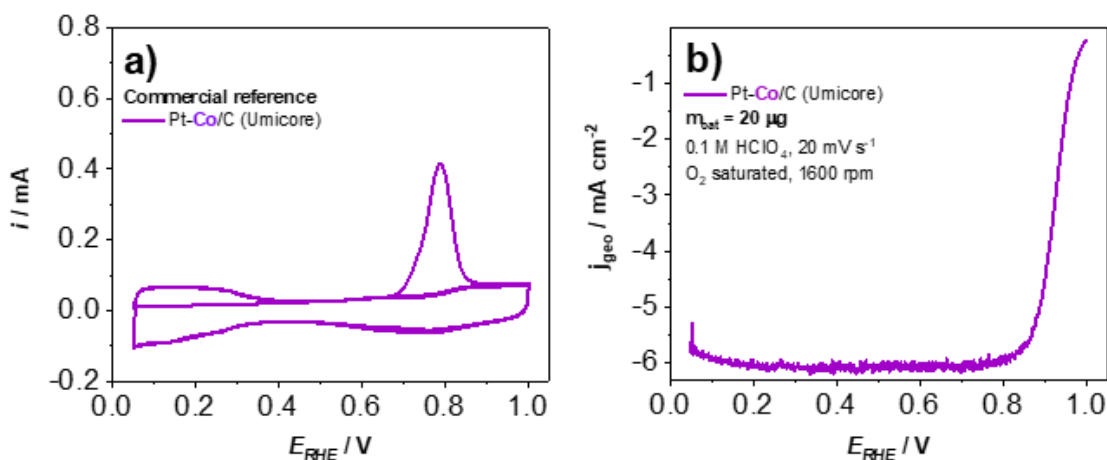 a)
Commercial reference
Pt-Co/C (Umicore)
i / mA
0.8
0.6
0.4
0.2
0.0
-0.2
0.0 0.2 0.4 0.6 0.8 1.0
E_RHE / V
b)
Pt-Co/C (Umicore)
m_cat = 20 µg
0.1 M HClO₄, 20 mV s⁻¹
O₂ saturated, 1600 rpm
j_geo / mA cm⁻²
-1
-2
-3
-4
-5
-6
0.0 0.2 0.4 0.6 0.8 1.0
E_RHE / V